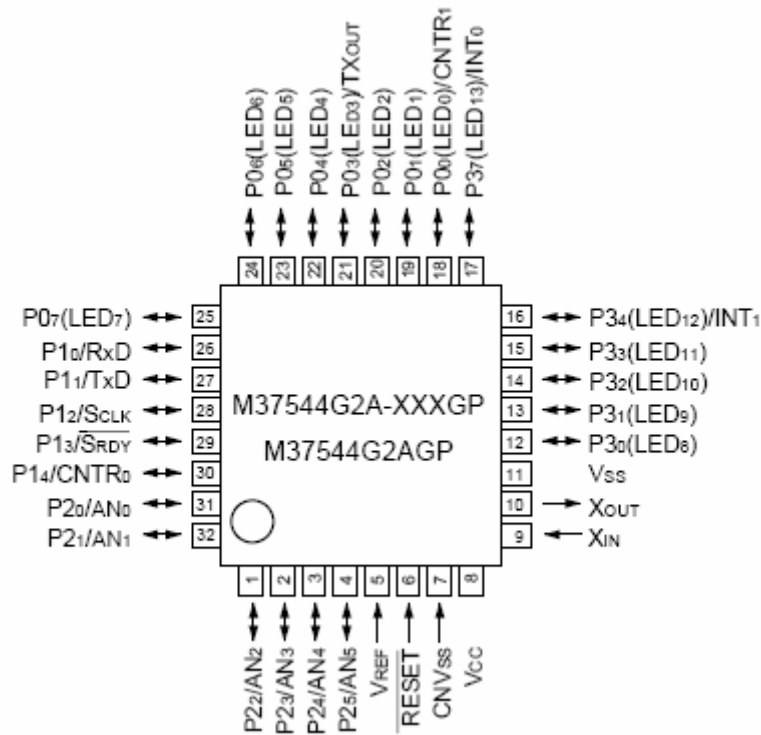 P06(LED6)
P05(LED5)
P04(LED4)
P03(LED3)/TXOUT
P02(LED2)
P01(LED1)
P00(LED0)/CNTR1
P37(LED13)/INT0
24
23
22
21
20
19
18
17
P07(LED7) 25
P10/RxD 26
P11/TxD 27
P12/SCLK 28
P13/SRDY 29
P14/CNTR0 30
P20/AN0 31
P21/AN1 32
M37544G2A-XXXGP
M37544G2AGP
16 P34(LED12)/INT1
15 P33(LED11)
14 P32(LED10)
13 P31(LED9)
12 P30(LED8)
11 VSS
10 XOUT
9 XIN
1
2
3
4
5
6
7
8
P22/AN2
P23/AN3
P24/AN4
P25/AN5
VREF
RESET
CNVSS
VCC